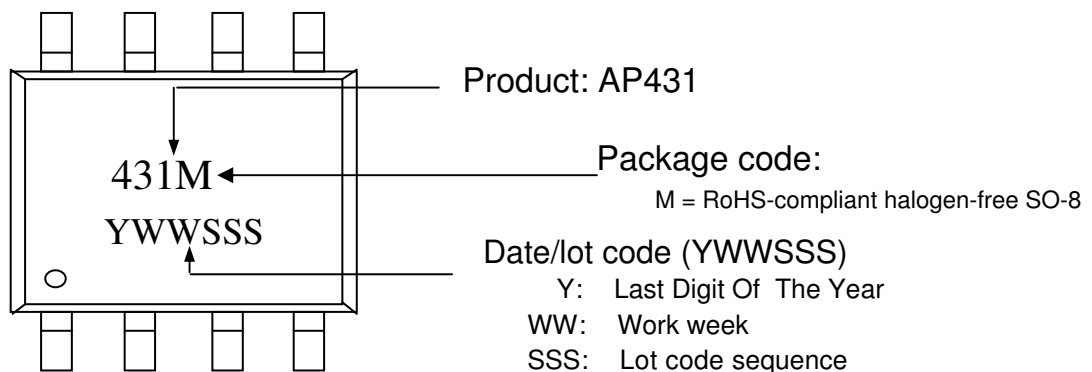 Product: AP431
431M
Package code:
M = RoHS-compliant halogen-free SO-8
YWWSSS
Date/lot code (YWWSSS)
Y: Last Digit Of The Year
WW: Work week
SSS: Lot code sequence